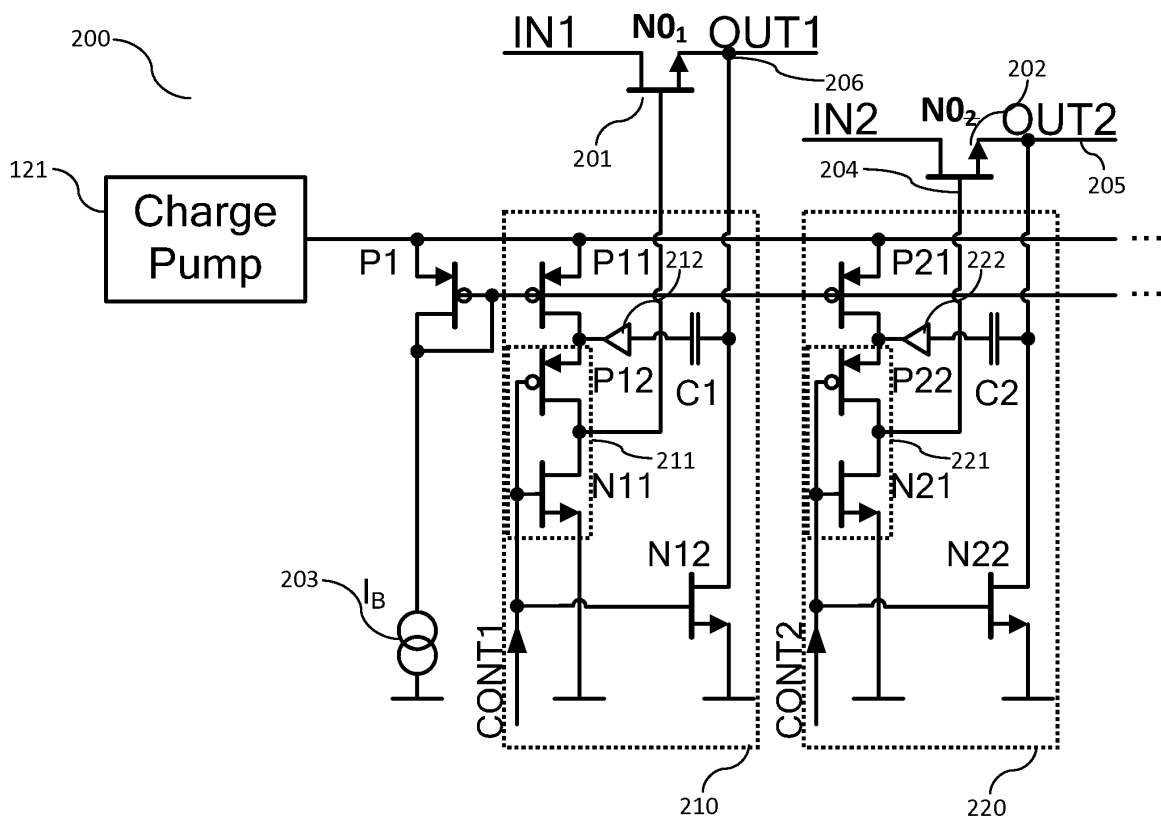 200
IN1
N0₁
OUT1
206
201
IN2
N0₂
OUT2
202
204
205
121
Charge
Pump
P1
P11
212
P21
222
....
....
P12
C1
P22
C2
211
N11
221
N21
N12
N22
203
I_B
CONT1
CONT2
210
220